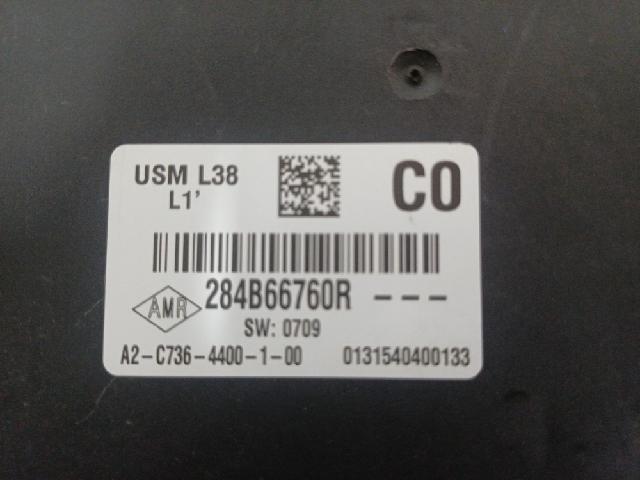 USM L38
L1'
C0
284B66760R ---
AMR
SW: 0709
A2-C736-4400-1-00 0131540400133